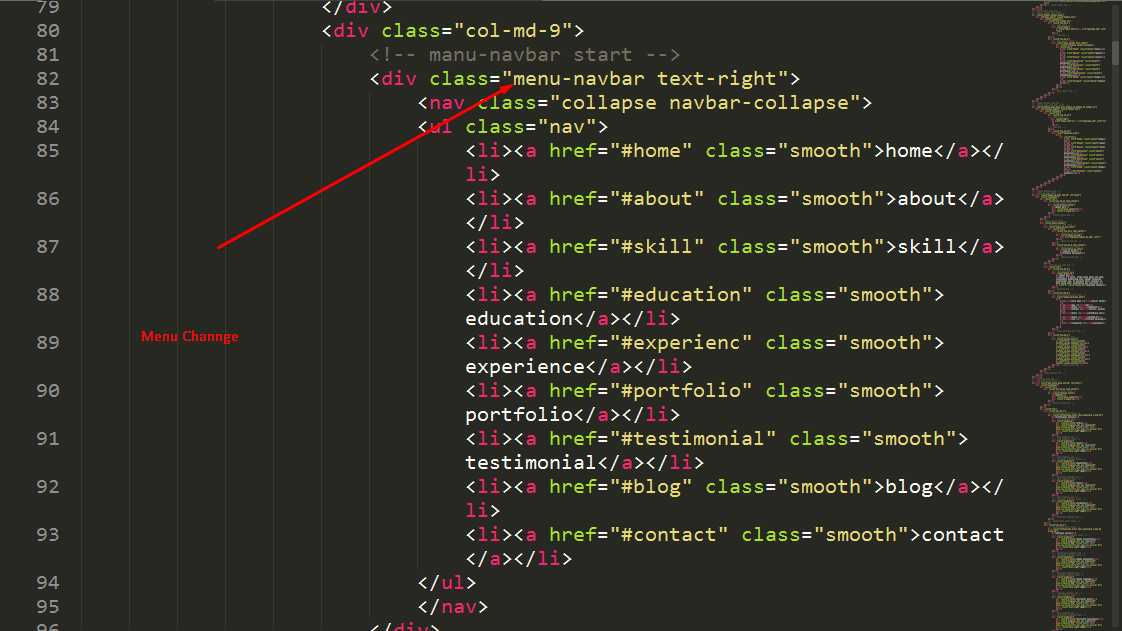 79 </div>
80 <div class="col-md-9">
81 <!-- manu-navbar start -->
82 <div class="menu-navbar text-right">
83 <nav class="collapse navbar-collapse">
84 <ul class="nav">
85 <li><a href="#home" class="smooth">home</a></
li>
86 <li><a href="#about" class="smooth">about</a>
</li>
87 <li><a href="#skill" class="smooth">skill</a>
</li>
88 <li><a href="#education" class="smooth">
education</a></li>
Menu Channge
89 <li><a href="#experienc" class="smooth">
experience</a></li>
90 <li><a href="#portfolio" class="smooth">
portfolio</a></li>
91 <li><a href="#testimonial" class="smooth">
testimonial</a></li>
92 <li><a href="#blog" class="smooth">blog</a></
li>
93 <li><a href="#contact" class="smooth">contact
</a></li>
94 </ul>
95 </nav>
96 </div>